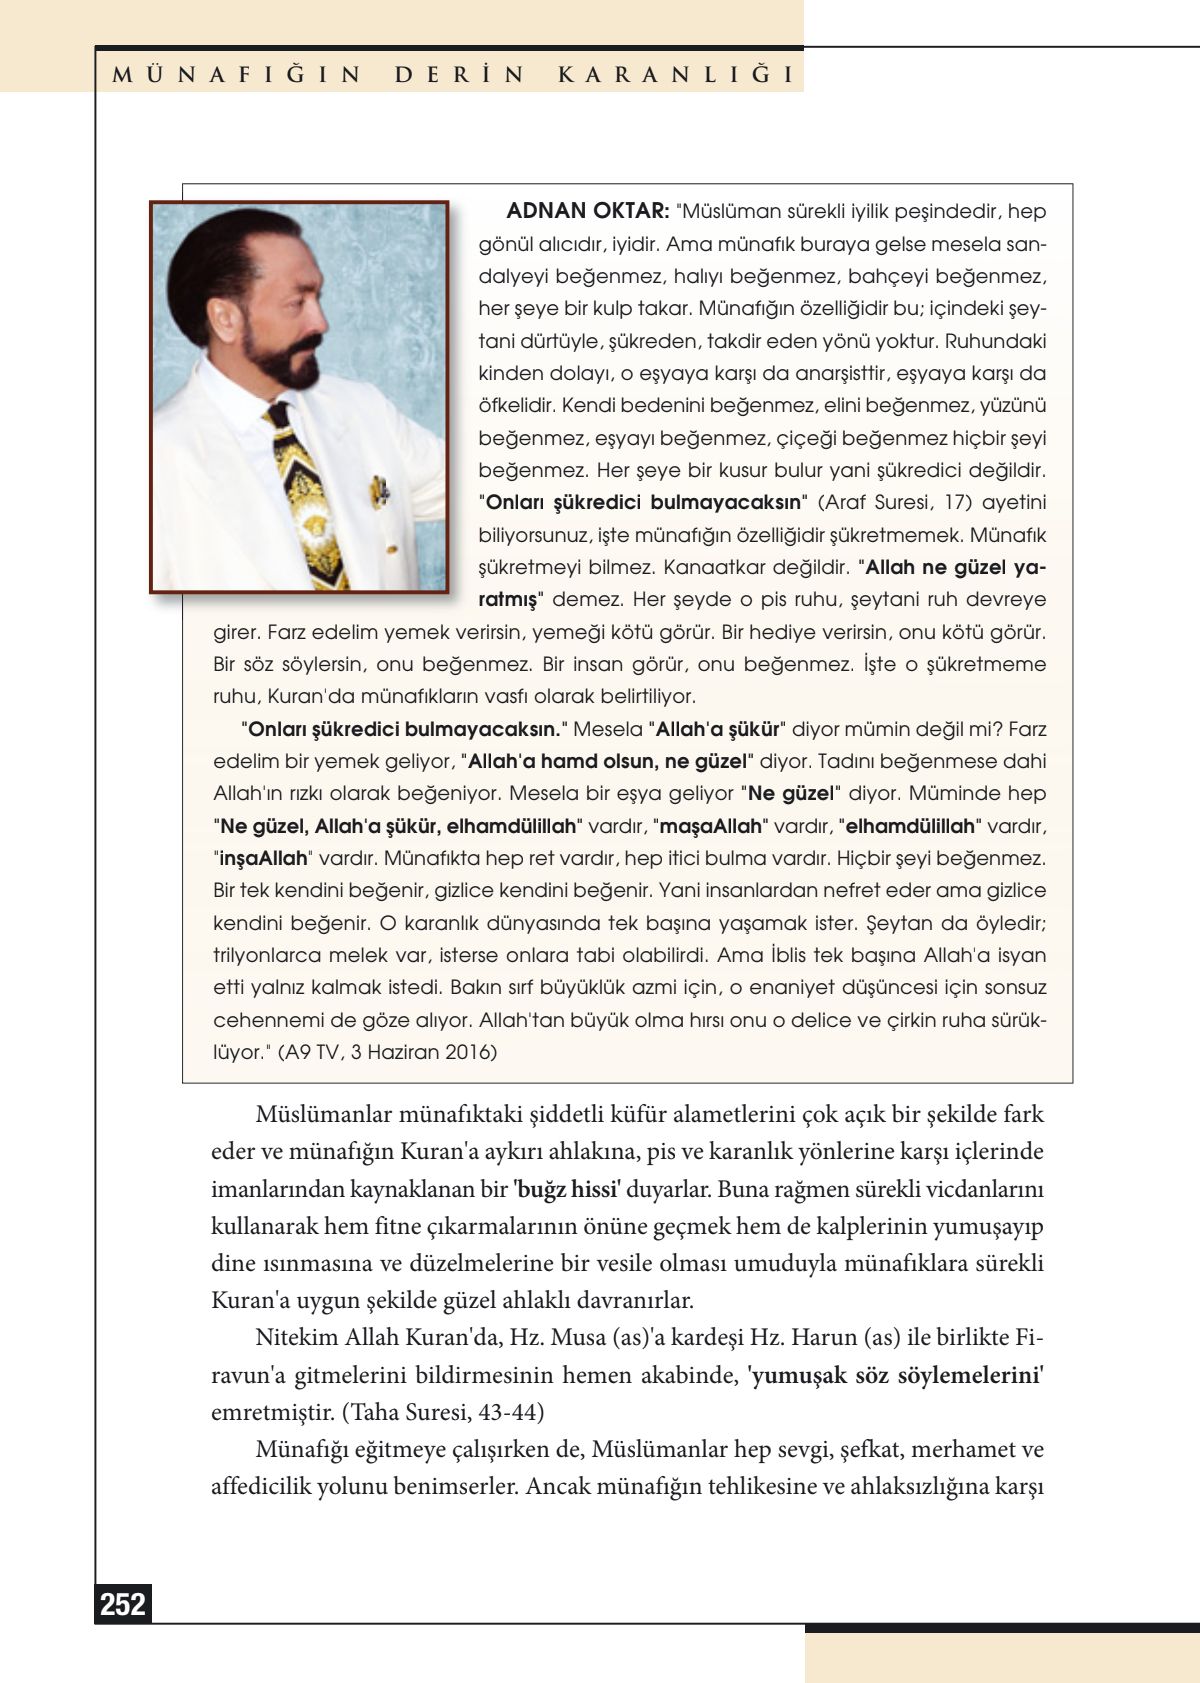 MÜNAFIĞIN DERİN KARANLIĞI
ADNAN OKTAR: "Müslüman sürekli iyilik peşindedir, hep
gönül alıcıdır, iyidir. Ama münafık buraya gelse mesela san-
dalyeyi beğenmez, halıyı beğenmez, bahçeyi beğenmez,
her şeye bir kulp takar. Münafığın özelliğidir bu; içindeki şey-
tani dürtüyle, şükreden, takdir eden yönü yoktur. Ruhundaki
kinden dolayı, o eşyaya karşı da anarşisttir, eşyaya karşı da
öfkelidir. Kendi bedenini beğenmez, elini beğenmez, yüzünü
beğenmez, eşyayı beğenmez, çiçeği beğenmez hiçbir şeyi
beğenmez. Her şeye bir kusur bulur yani şükredici değildir.
"Onları şükredici bulmayacaksın" (Araf Suresi, 17) ayetini
biliyorsunuz, işte münafığın özelliğidir şükretmemek. Münafık
şükretmeyi bilmez. Kanaatkar değildir. "Allah ne güzel ya-
ratmış" demez. Her şeyde o pis ruhu, şeytani ruh devreye
girer. Farz edelim yemek verirsin, yemeği kötü görür. Bir hediye verirsin, onu kötü görür.
Bir söz söylersin, onu beğenmez. Bir insan görür, onu beğenmez. İşte o şükretmeme
ruhu, Kuran'da münafıkların vasfı olarak belirtiliyor.
"Onları şükredici bulmayacaksın." Mesela "Allah'a şükür" diyor mümin değil mi? Farz
edelim bir yemek geliyor, "Allah'a hamd olsun, ne güzel" diyor. Tadını beğenmese dahi
Allah'ın rızkı olarak beğeniyor. Mesela bir eşya geliyor "Ne güzel" diyor. Müminde hep
"Ne güzel, Allah'a şükür, elhamdülillah" vardır, "maşaAllah" vardır, "elhamdülillah" vardır,
"inşaAllah" vardır. Münafıkta hep ret vardır, hep itici bulma vardır. Hiçbir şeyi beğenmez.
Bir tek kendini beğenir, gizlice kendini beğenir. Yani insanlardan nefret eder ama gizlice
kendini beğenir. O karanlık dünyasında tek başına yaşamak ister. Şeytan da öyledir;
trilyonlarca melek var, isterse onlara tabi olabilirdi. Ama İblis tek başına Allah'a isyan
etti yalnız kalmak istedi. Bakın sırf büyüklük azmi için, o enaniyet düşüncesi için sonsuz
cehennemi de göze alıyor. Allah'tan büyük olma hırsı onu o delice ve çirkin ruha sürük-
lüyor." (A9 TV, 3 Haziran 2016)
Müslümanlar münafıktaki şiddetli küfür alametlerini çok açık bir şekilde fark
eder ve münafığın Kuran'a aykırı ahlakına, pis ve karanlık yönlerine karşı içlerinde
imanlarından kaynaklanan bir 'buğz hissi' duyarlar. Buna rağmen sürekli vicdanlarını
kullanarak hem fitne çıkarmalarının önüne geçmek hem de kalplerinin yumuşayıp
dine ısınmasına ve düzelmelerine bir vesile olması umuduyla münafıklara sürekli
Kuran'a uygun şekilde güzel ahlaklı davranırlar.
Nitekim Allah Kuran'da, Hz. Musa (as)'a kardeşi Hz. Harun (as) ile birlikte Fi-
ravun'a gitmelerini bildirmesinin hemen akabinde, 'yumuşak söz söylemelerini'
emretmiştir. (Taha Suresi, 43-44)
Münafığı eğitmeye çalışırken de, Müslümanlar hep sevgi, şefkat, merhamet ve
affedicilik yolunu benimserler. Ancak münafığın tehlikesine ve ahlaksızlığına karşı
252